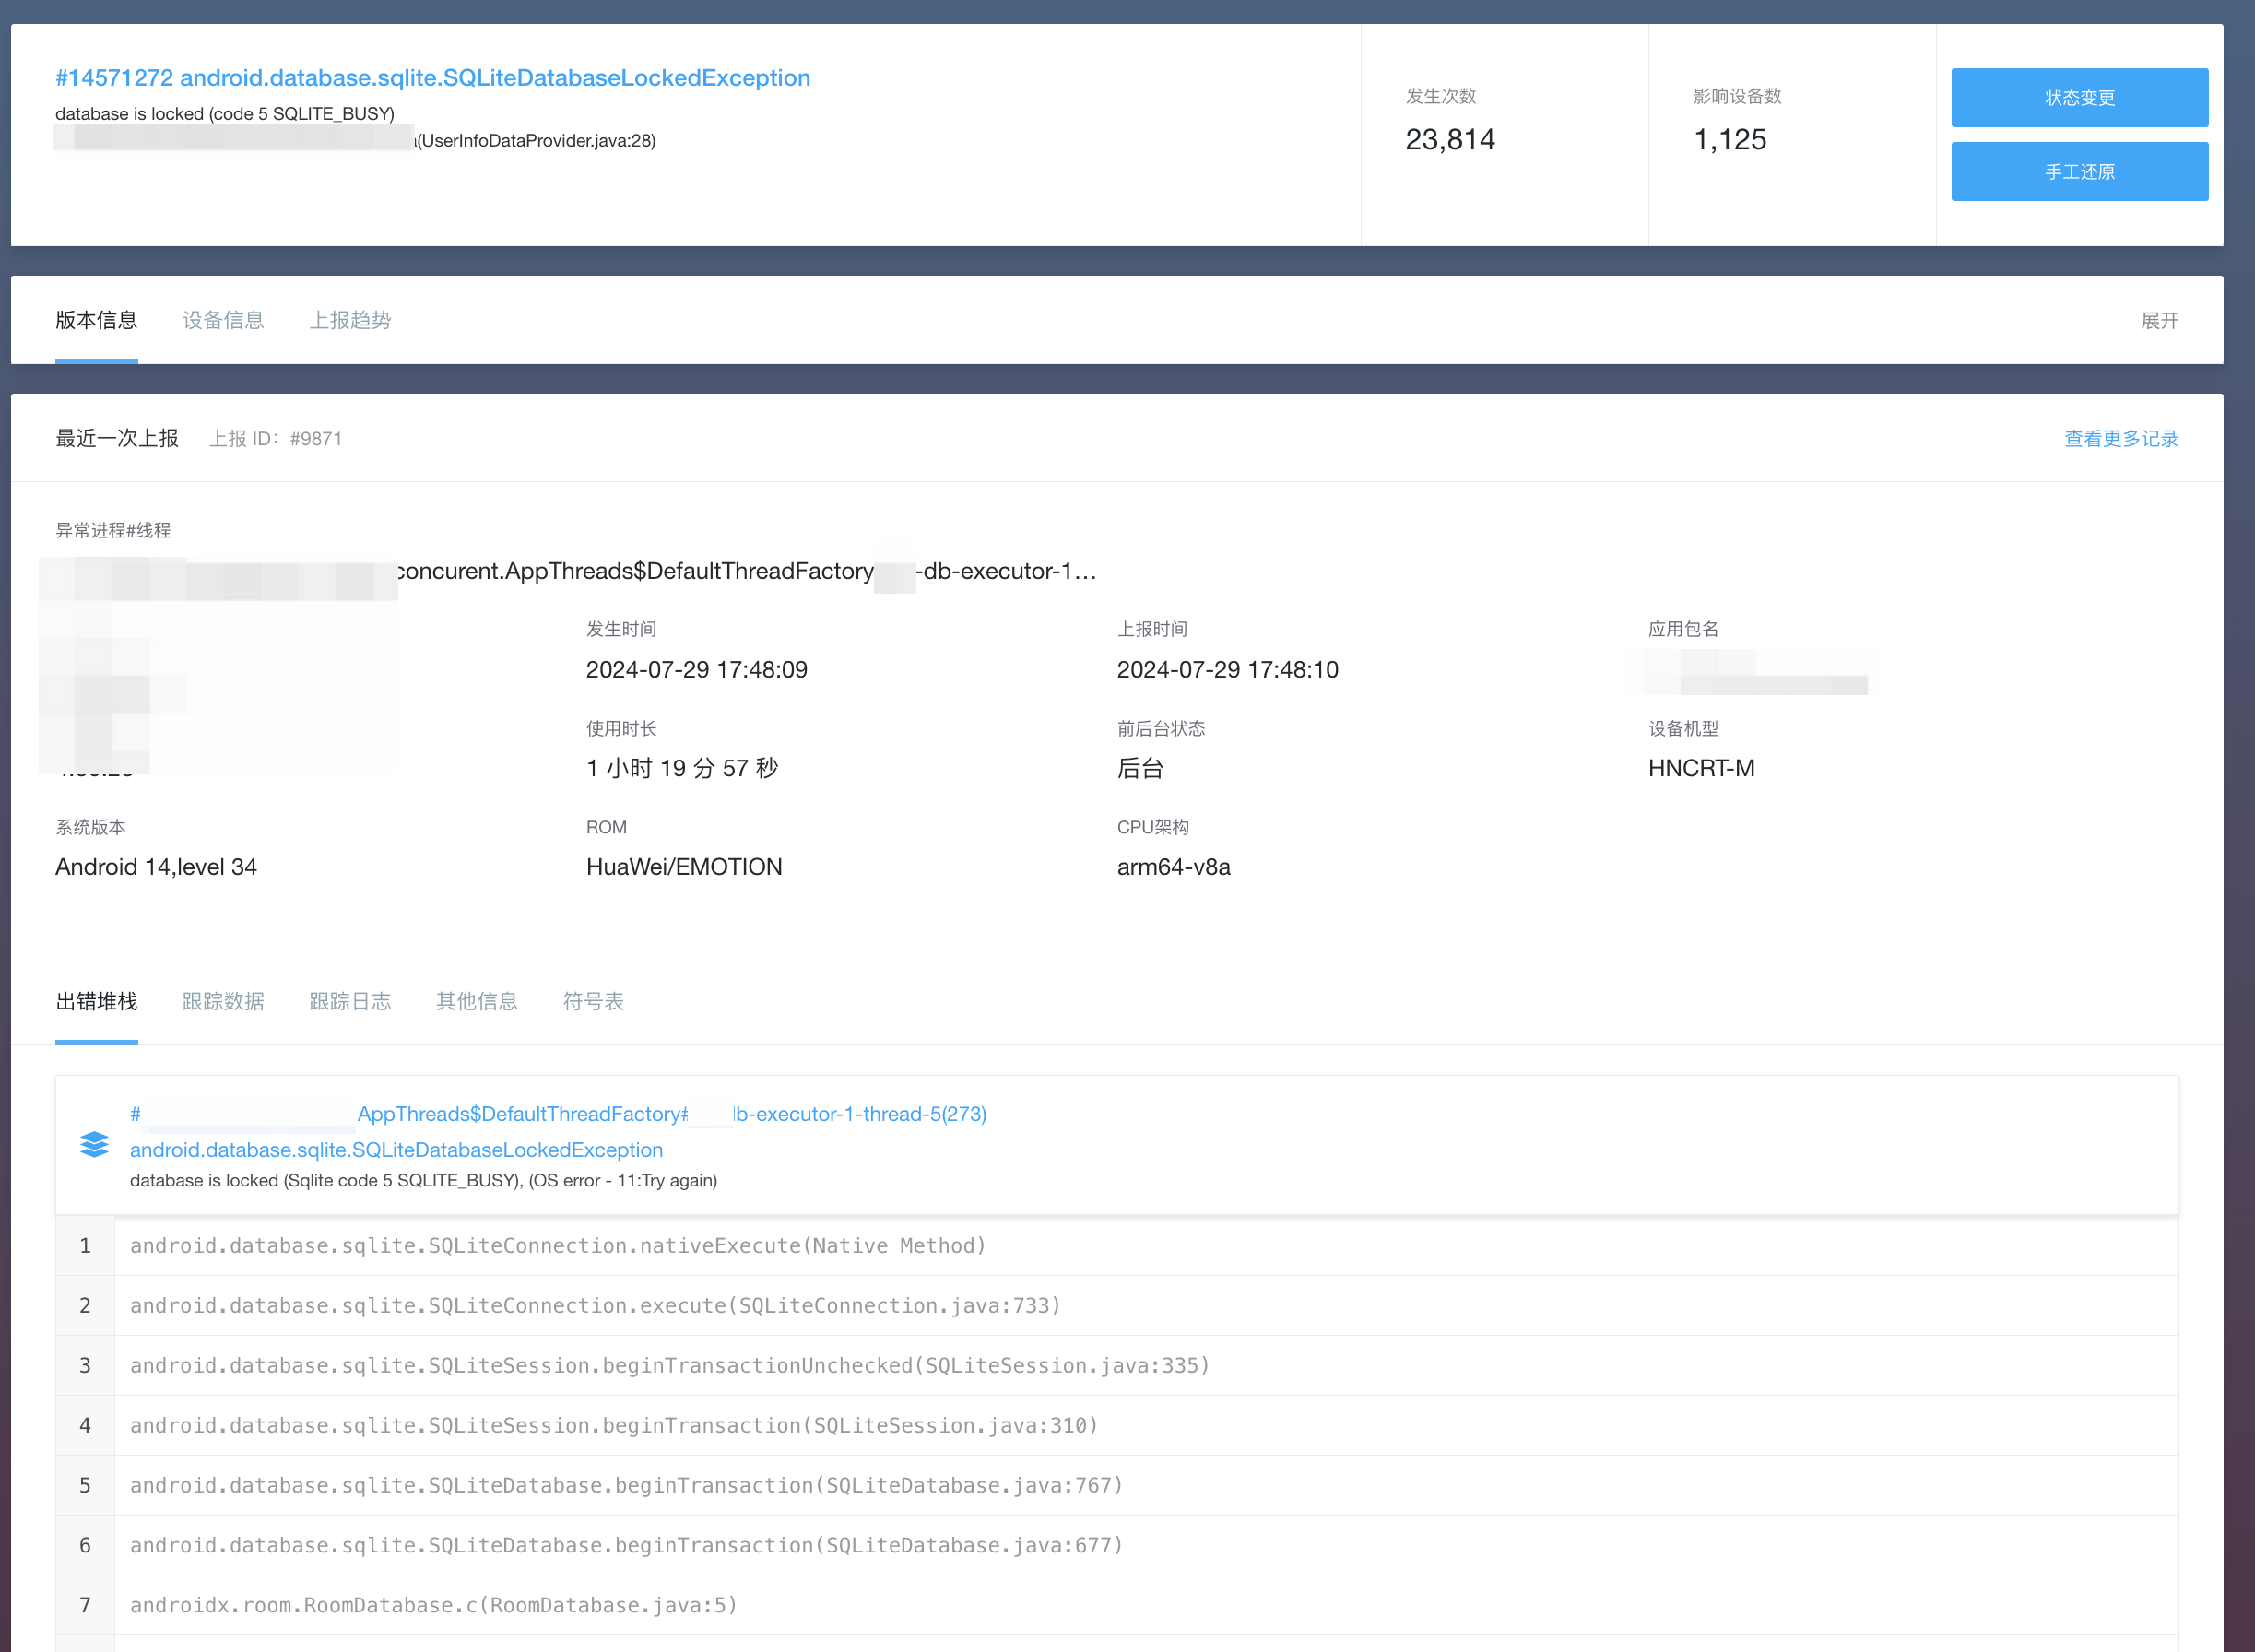 #14571272 android.database.sqlite.SQLiteDatabaseLockedException
database is locked (code 5 SQLITE_BUSY)
(UserInfoDataProvider.java:28)
发生次数
23,814
影响设备数
1,125
状态变更
手工还原
版本信息 设备信息 上报趋势 展开
最近一次上报 上报 ID：#9871 查看更多记录
异常进程#线程
concurent.AppThreads$DefaultThreadFactory -db-executor-1...
发生时间 上报时间 应用包名
2024-07-29 17:48:09 2024-07-29 17:48:10
使用时长 前后台状态 设备机型
1 小时 19 分 57 秒 后台 HNCRT-M
系统版本 ROM CPU架构
Android 14,level 34 HuaWei/EMOTION arm64-v8a
出错堆栈 跟踪数据 跟踪日志 其他信息 符号表
# AppThreads$DefaultThreadFactory# b-executor-1-thread-5(273)
android.database.sqlite.SQLiteDatabaseLockedException
database is locked (Sqlite code 5 SQLITE_BUSY), (OS error - 11:Try again)
1 android.database.sqlite.SQLiteConnection.nativeExecute(Native Method)
2 android.database.sqlite.SQLiteConnection.execute(SQLiteConnection.java:733)
3 android.database.sqlite.SQLiteSession.beginTransactionUnchecked(SQLiteSession.java:335)
4 android.database.sqlite.SQLiteSession.beginTransaction(SQLiteSession.java:310)
5 android.database.sqlite.SQLiteDatabase.beginTransaction(SQLiteDatabase.java:767)
6 android.database.sqlite.SQLiteDatabase.beginTransaction(SQLiteDatabase.java:677)
7 androidx.room.RoomDatabase.c(RoomDatabase.java:5)